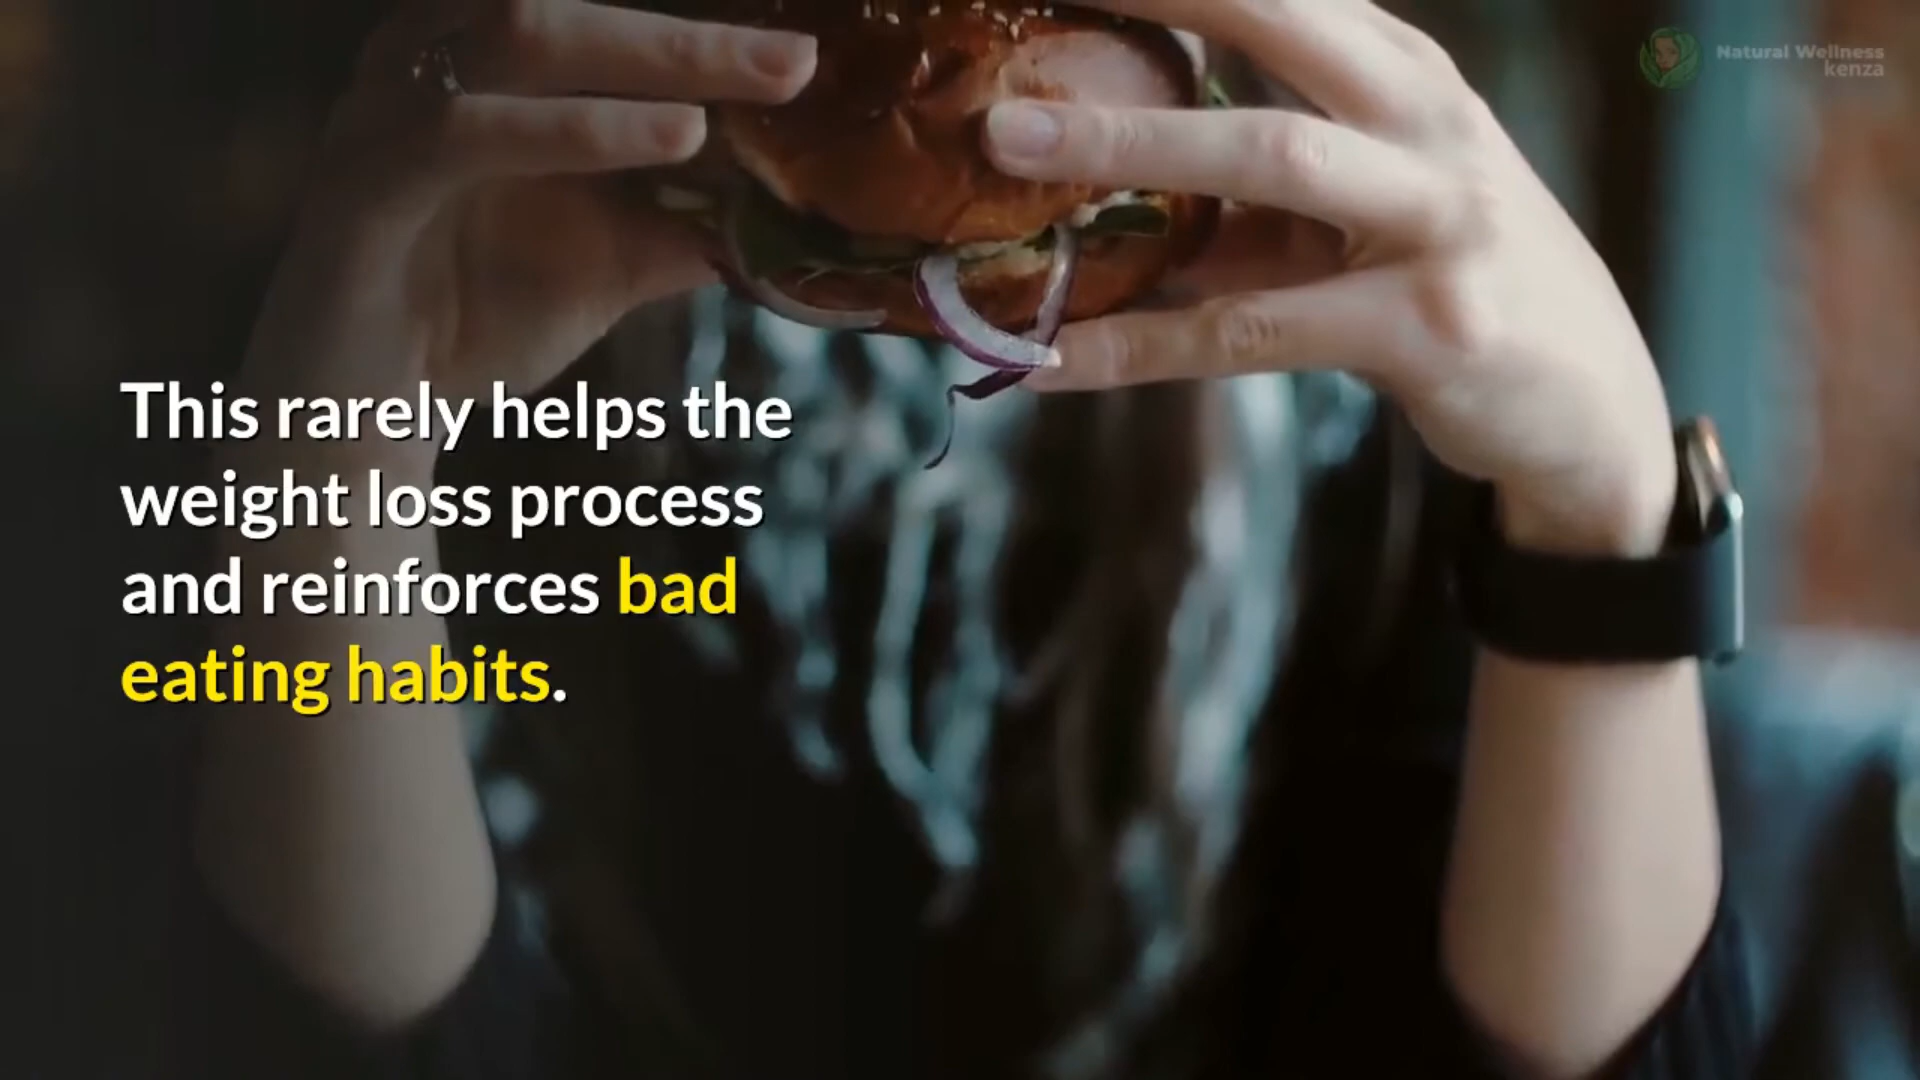 Natural Wellness
kenza
This rarely helps the
weight loss process
and reinforces bad
eating habits.